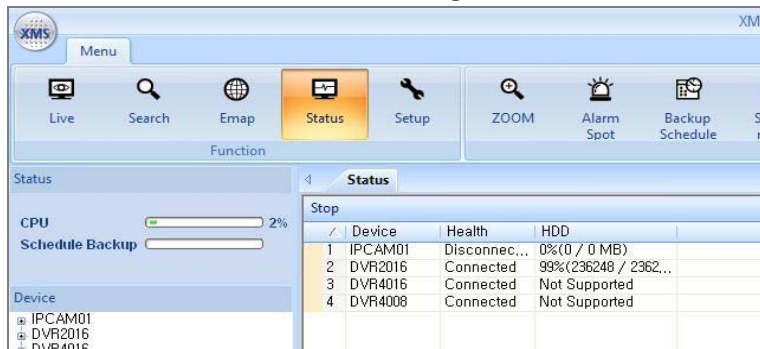 XMS
XM
Menu
Live Search Emap Status Setup ZOOM Alarm Spot Backup Schedule
Function
Status
Status
CPU 2%
Schedule Backup
Stop
Device Health HDD
1 IPCAM01 Disconnec... 0%(0 / 0 MB)
2 DVR2016 Connected 99%(236248 / 2362...
3 DVR4016 Connected Not Supported
4 DVR4008 Connected Not Supported
Device
IPCAM01
DVR2016
DVR4016